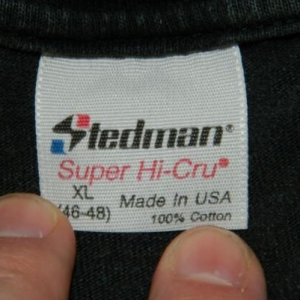 Stedman®
Super Hi-Cru®
XL
(46-48)
Made In USA
100% Cotton